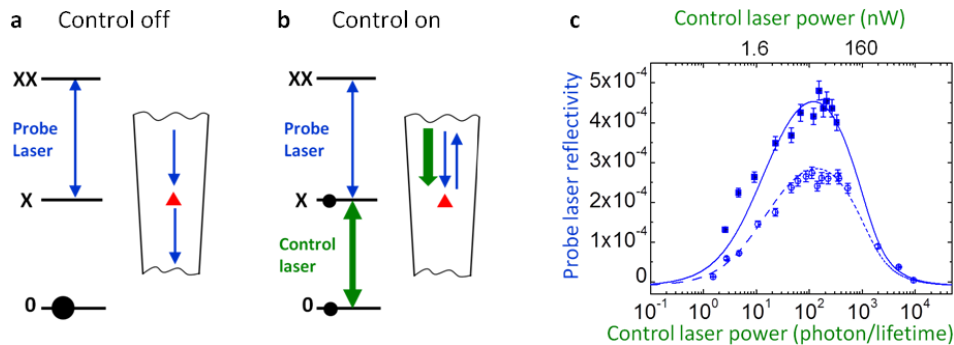 a Control off
XX
Probe
Laser
X
0
b Control on
XX
Probe
Laser
X
Control
laser
0
c
Control laser power (nW)
1.6 160
Probe laser reflectivity
5x10⁻⁴
4x10⁻⁴
3x10⁻⁴
2x10⁻⁴
1x10⁻⁴
0
10⁻¹ 10⁰ 10¹ 10² 10³ 10⁴
Control laser power (photon/lifetime)